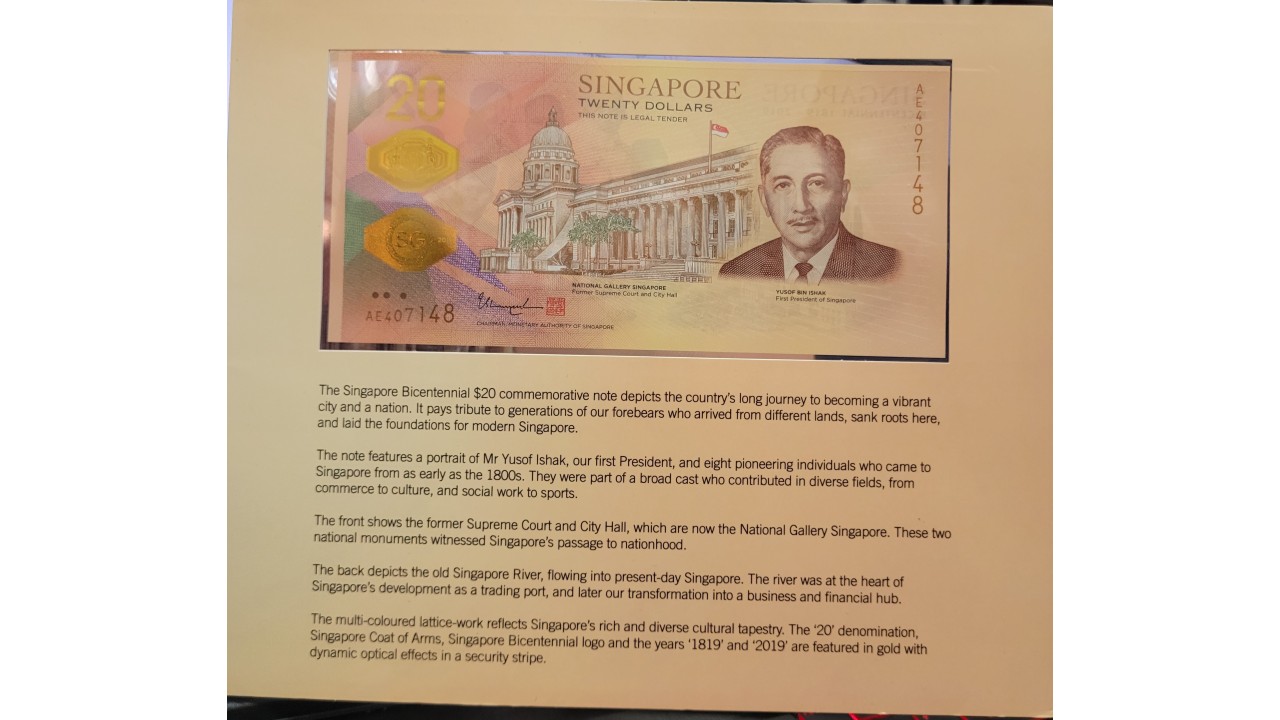 20
SINGAPORE
TWENTY DOLLARS
THIS NOTE IS LEGAL TENDER
AE407148
SG
NATIONAL GALLERY SINGAPORE
Former Supreme Court and City Hall
YUSOF BIN ISHAK
First President of Singapore
AE407148
CHAIRMAN, MONETARY AUTHORITY OF SINGAPORE
The Singapore Bicentennial $20 commemorative note depicts the country's long journey to becoming a vibrant
city and a nation. It pays tribute to generations of our forebears who arrived from different lands, sank roots here,
and laid the foundations for modern Singapore.
The note features a portrait of Mr Yusof Ishak, our first President, and eight pioneering individuals who came to
Singapore from as early as the 1800s. They were part of a broad cast who contributed in diverse fields, from
commerce to culture, and social work to sports.
The front shows the former Supreme Court and City Hall, which are now the National Gallery Singapore. These two
national monuments witnessed Singapore's passage to nationhood.
The back depicts the old Singapore River, flowing into present-day Singapore. The river was at the heart of
Singapore's development as a trading port, and later our transformation into a business and financial hub.
The multi-coloured lattice-work reflects Singapore's rich and diverse cultural tapestry. The '20' denomination,
Singapore Coat of Arms, Singapore Bicentennial logo and the years '1819' and '2019' are featured in gold with
dynamic optical effects in a security stripe.